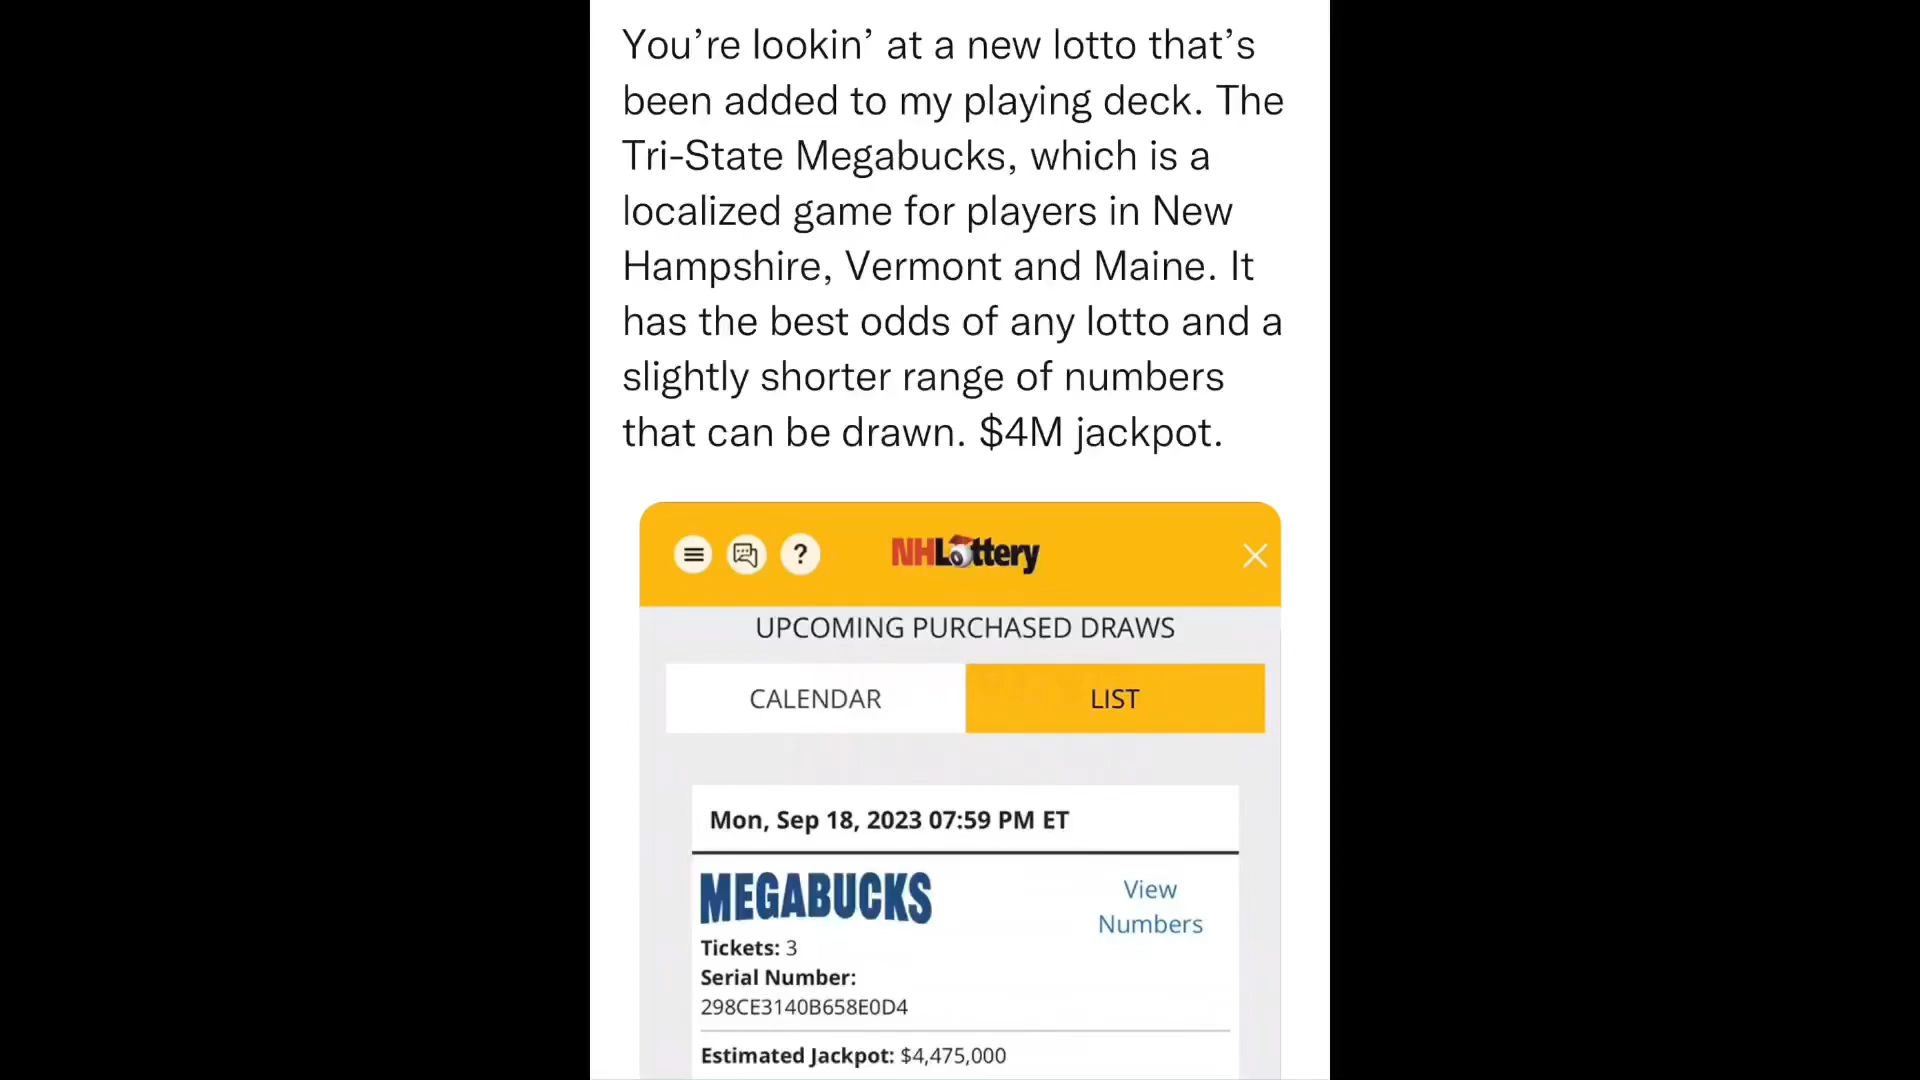 You’re lookin’ at a new lotto that’s
been added to my playing deck. The
Tri-State Megabucks, which is a
localized game for players in New
Hampshire, Vermont and Maine. It
has the best odds of any lotto and a
slightly shorter range of numbers
that can be drawn. $4M jackpot.
? NHLottery
UPCOMING PURCHASED DRAWS
CALENDAR LIST
Mon, Sep 18, 2023 07:59 PM ET
MEGABUCKS View
Numbers
Tickets: 3
Serial Number:
298CE3140B658E0D4
Estimated Jackpot: $4,475,000